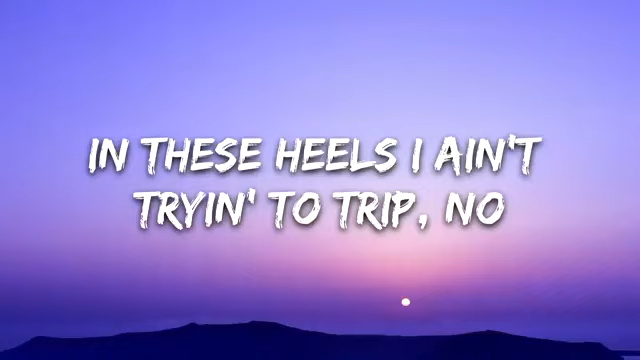 IN THESE HEELS I AIN'T
TRYIN' TO TRIP, NO